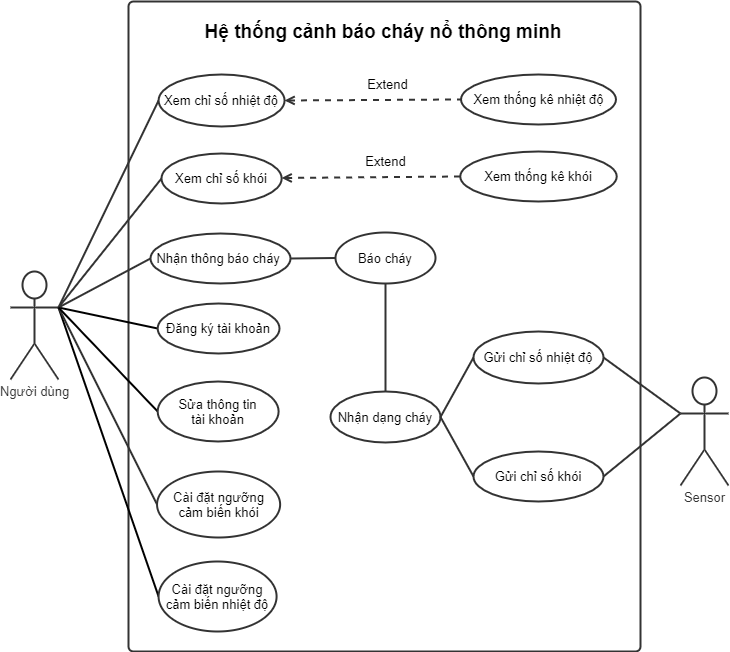 Hệ thống cảnh báo cháy nổ thông minh
Xem chỉ số nhiệt độ
Extend
Xem thống kê nhiệt độ
Xem chỉ số khói
Extend
Xem thống kê khói
Nhận thông báo cháy
Báo cháy
Đăng ký tài khoản
Gửi chỉ số nhiệt độ
Người dùng
Sửa thông tin
tài khoản
Nhận dạng cháy
Gửi chỉ số khói
Sensor
Cài đặt ngưỡng
cảm biến khói
Cài đặt ngưỡng
cảm biến nhiệt độ